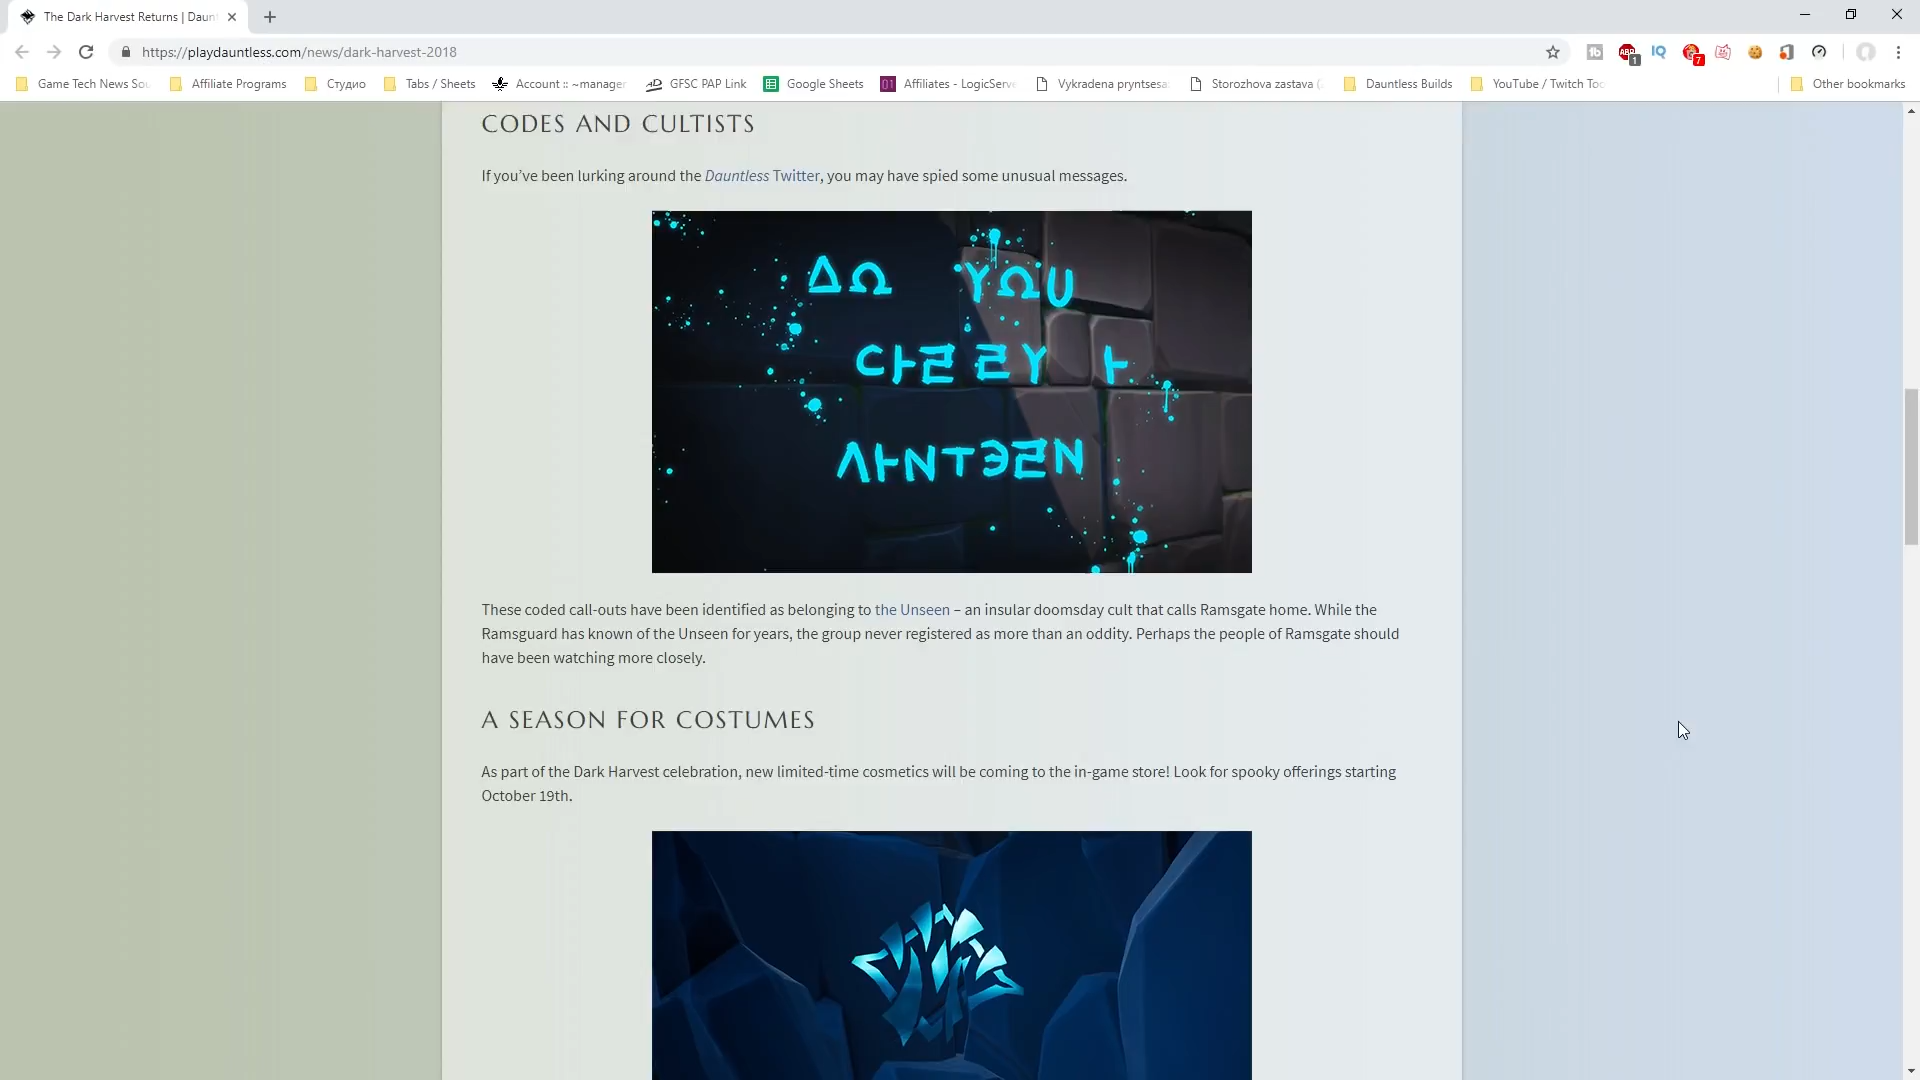 The Dark Harvest Returns | Daun
https://playdauntless.com/news/dark-harvest-2018
1
7
Game Tech News Sou
Affiliate Programs
Студио
Tabs / Sheets
Account :: ~manager
GFSC PAP Link
Google Sheets
Affiliates - LogicServe
Vykradena pryntsesa
Storozhova zastava (
Dauntless Builds
YouTube / Twitch Too
Other bookmarks
CODES AND CULTISTS
If you’ve been lurking around the Dauntless Twitter, you may have spied some unusual messages.
These coded call-outs have been identified as belonging to the Unseen – an insular doomsday cult that calls Ramsgate home. While the
Ramsguard has known of the Unseen for years, the group never registered as more than an oddity. Perhaps the people of Ramsgate should
have been watching more closely.
A SEASON FOR COSTUMES
As part of the Dark Harvest celebration, new limited-time cosmetics will be coming to the in-game store! Look for spooky offerings starting
October 19th.